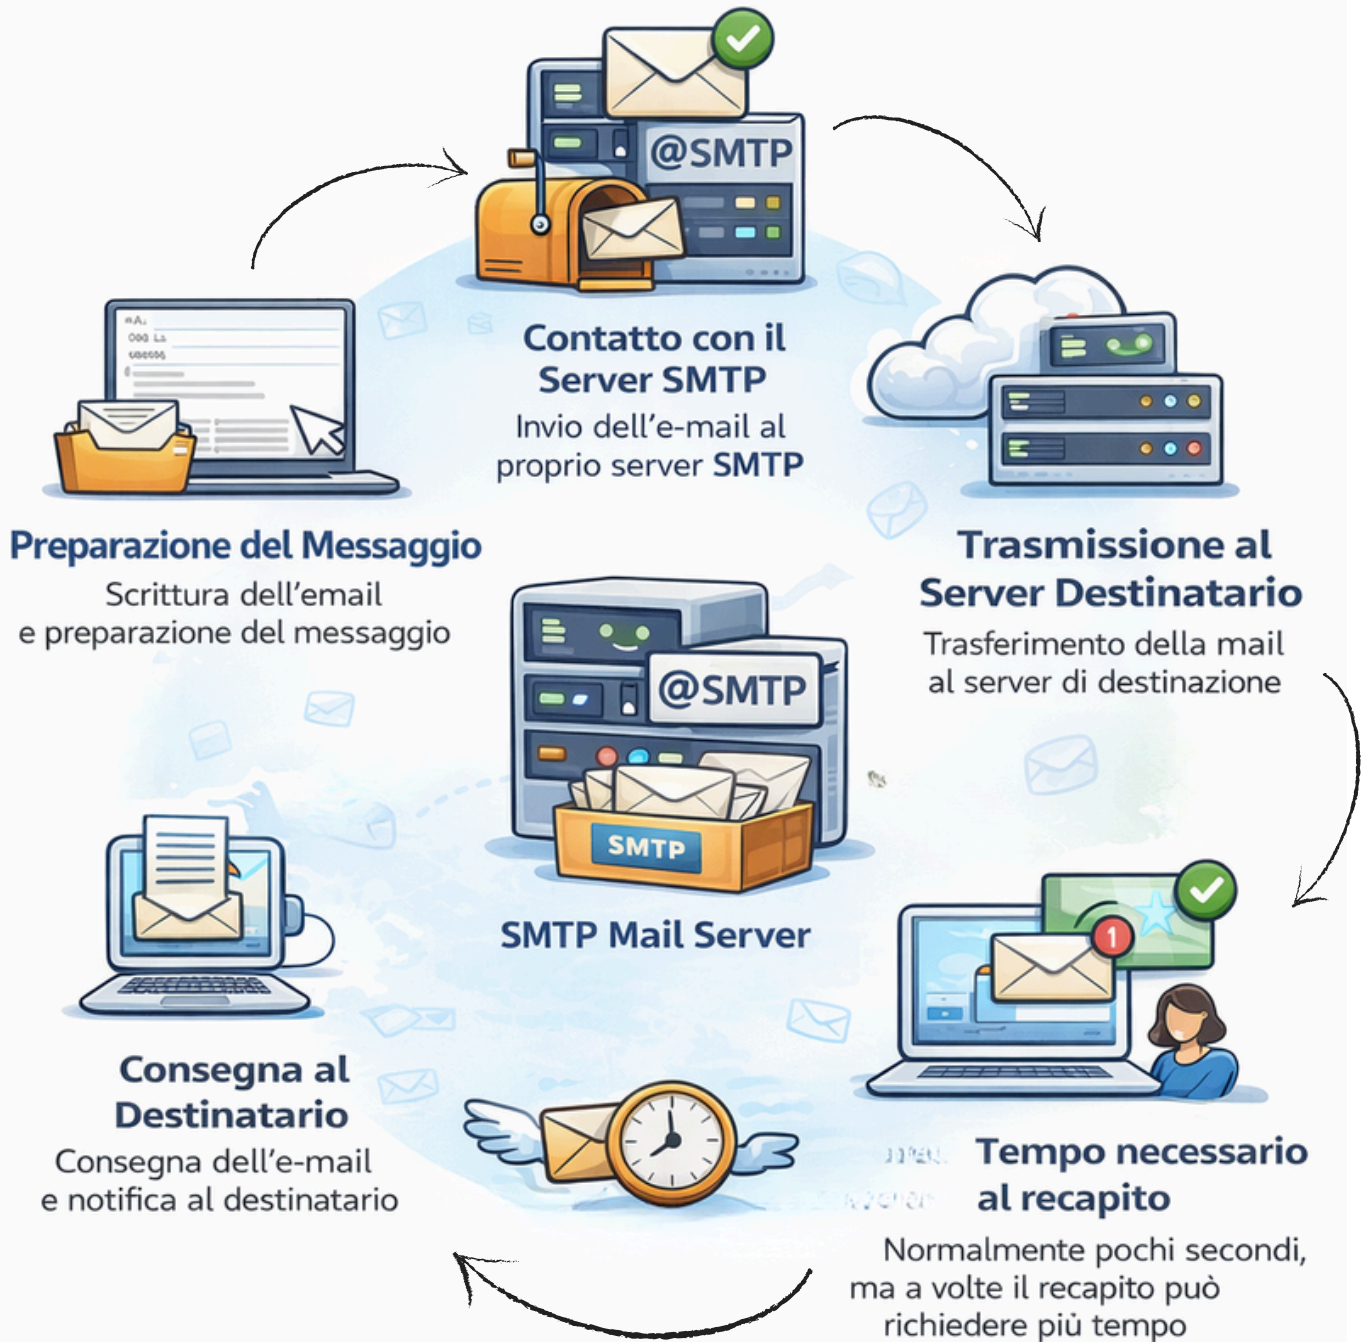 @SMTP
Contatto con il
Server SMTP
Invio dell'e-mail al
proprio server SMTP
Preparazione del Messaggio
Scrittura dell'email
e preparazione del messaggio
Trasmissione al
Server Destinatario
Trasferimento della mail
al server di destinazione
@SMTP
SMTP
SMTP Mail Server
1
Consegna al
Destinatario
Consegna dell'e-mail
e notifica al destinatario
Tempo necessario
al recapito
Normalmente pochi secondi,
ma a volte il recapito può
richiedere più tempo